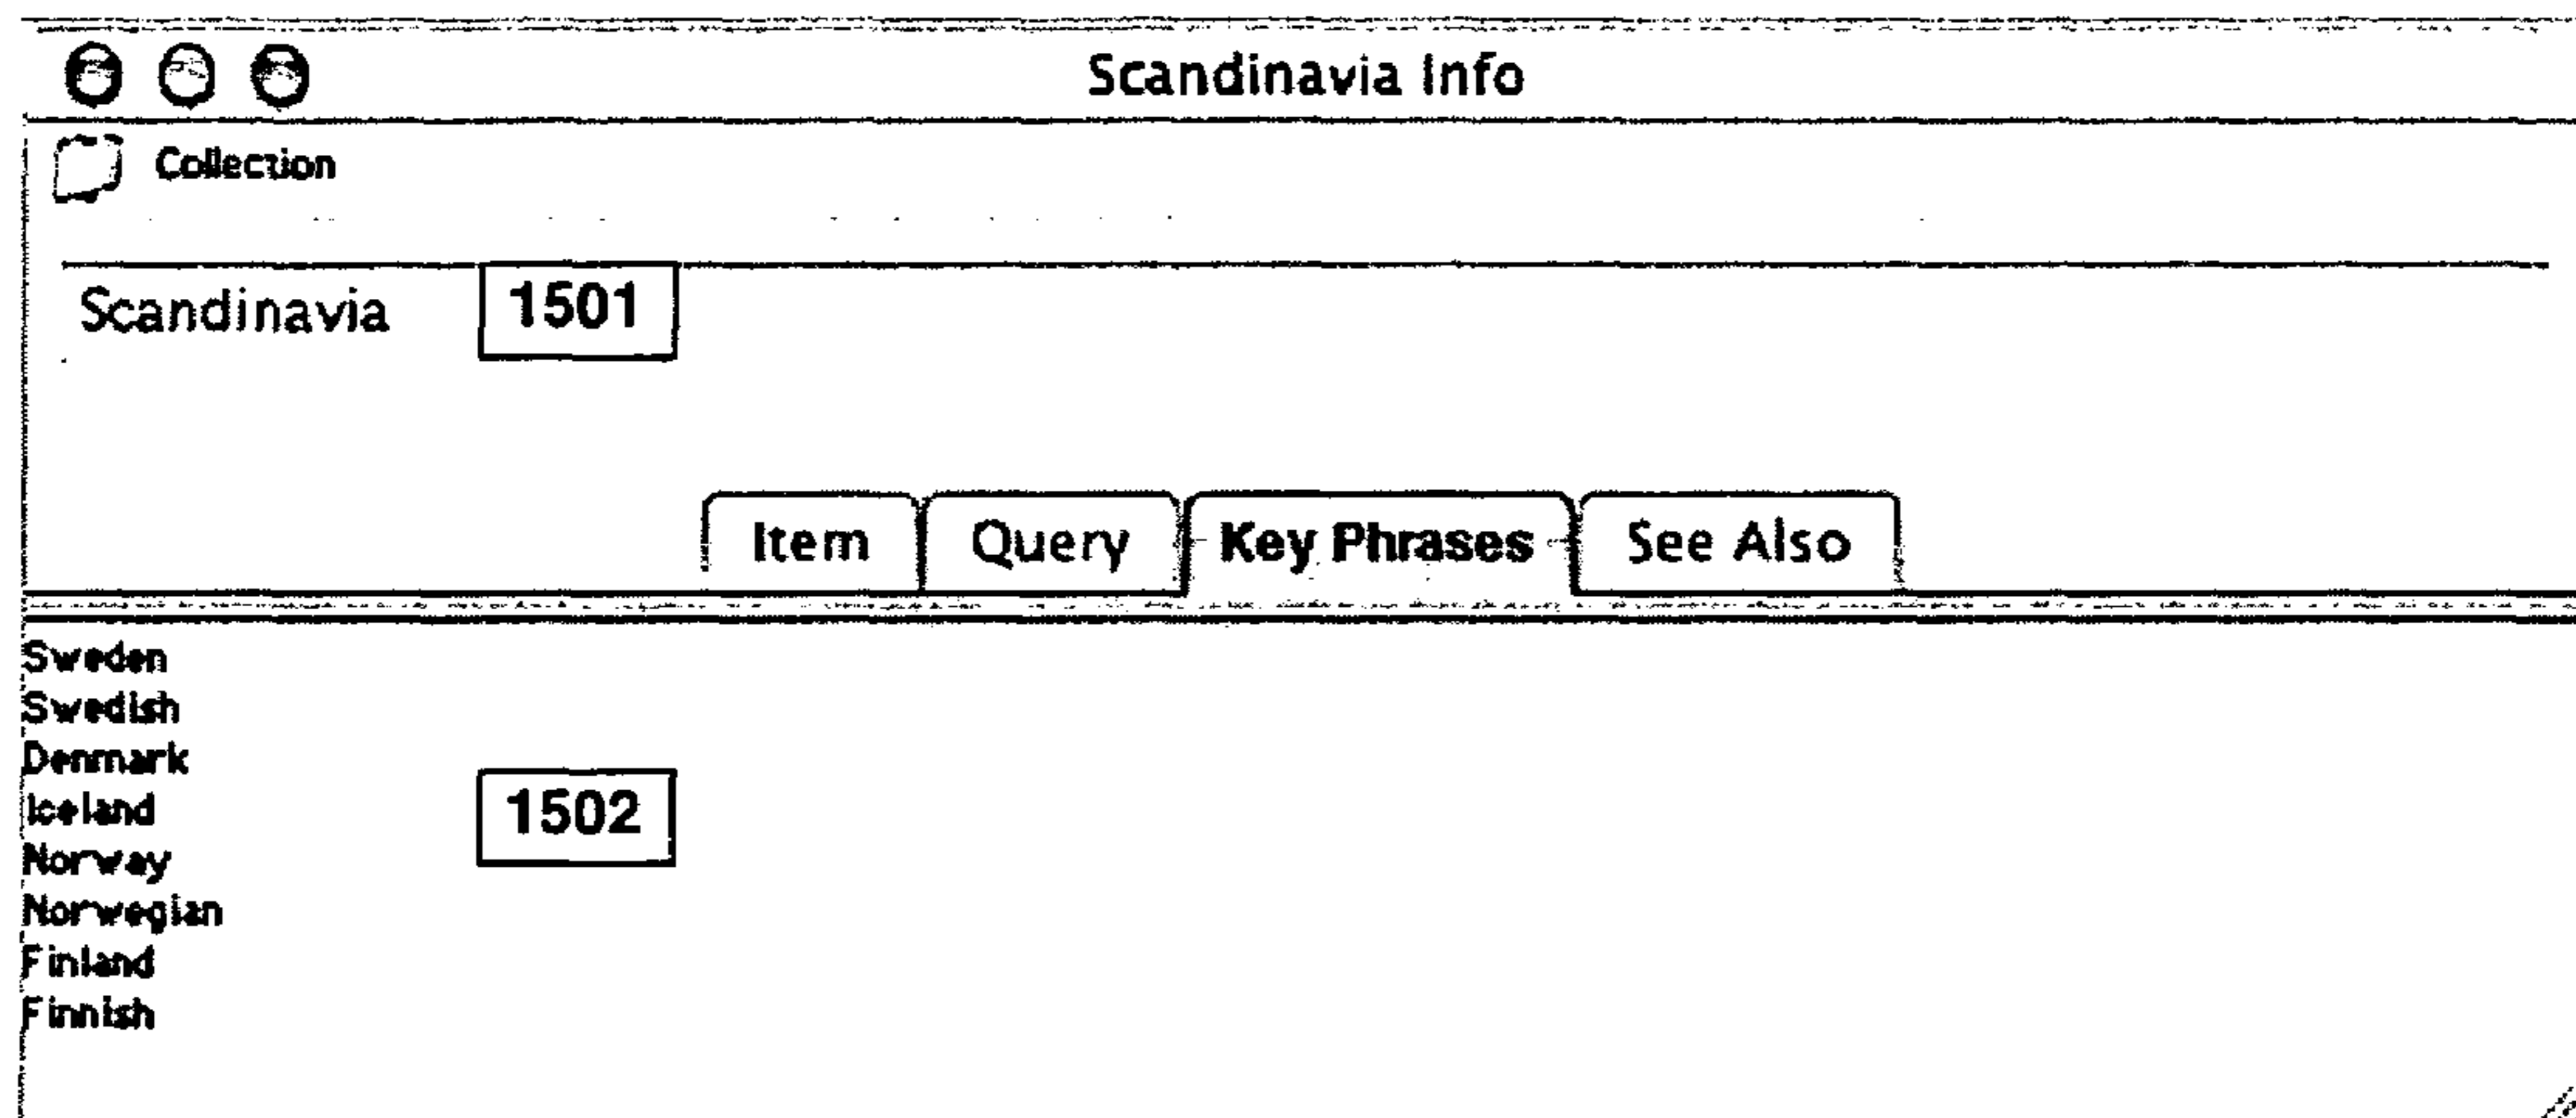 Scandinavia Info
Collection
Scandinavia 1501
Item Query Key Phrases See Also
Sweden
Swedish
Denmark
Iceland 1502
Norway
Norwegian
Finland
Finnish